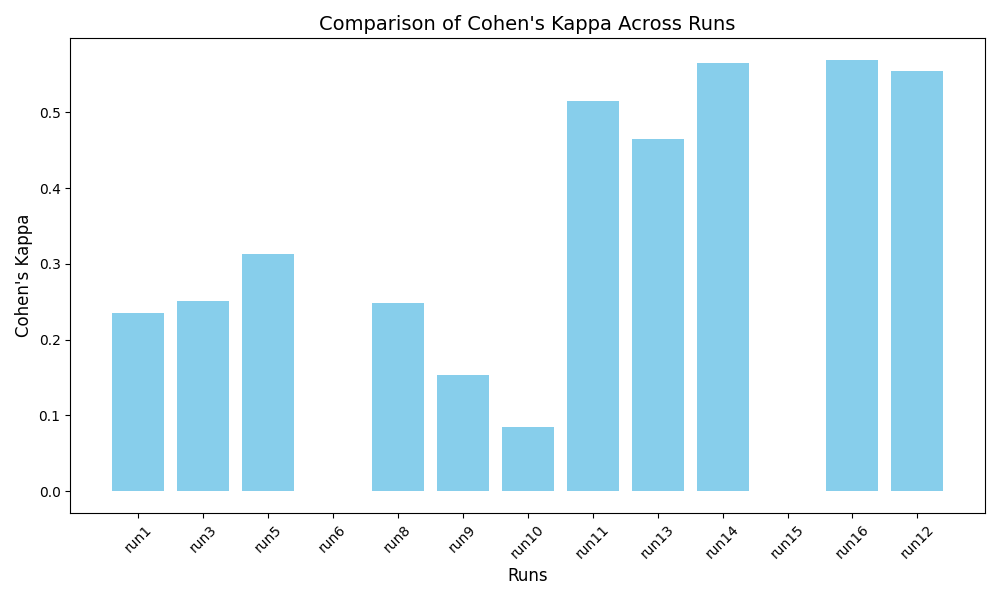 Comparison of Cohen's Kappa Across Runs
Cohen's Kappa
0.5
0.4
0.3
0.2
0.1
0.0
run1
run3
run5
run6
run8
run9
run10
run11
run13
run14
run15
run16
run12
Runs